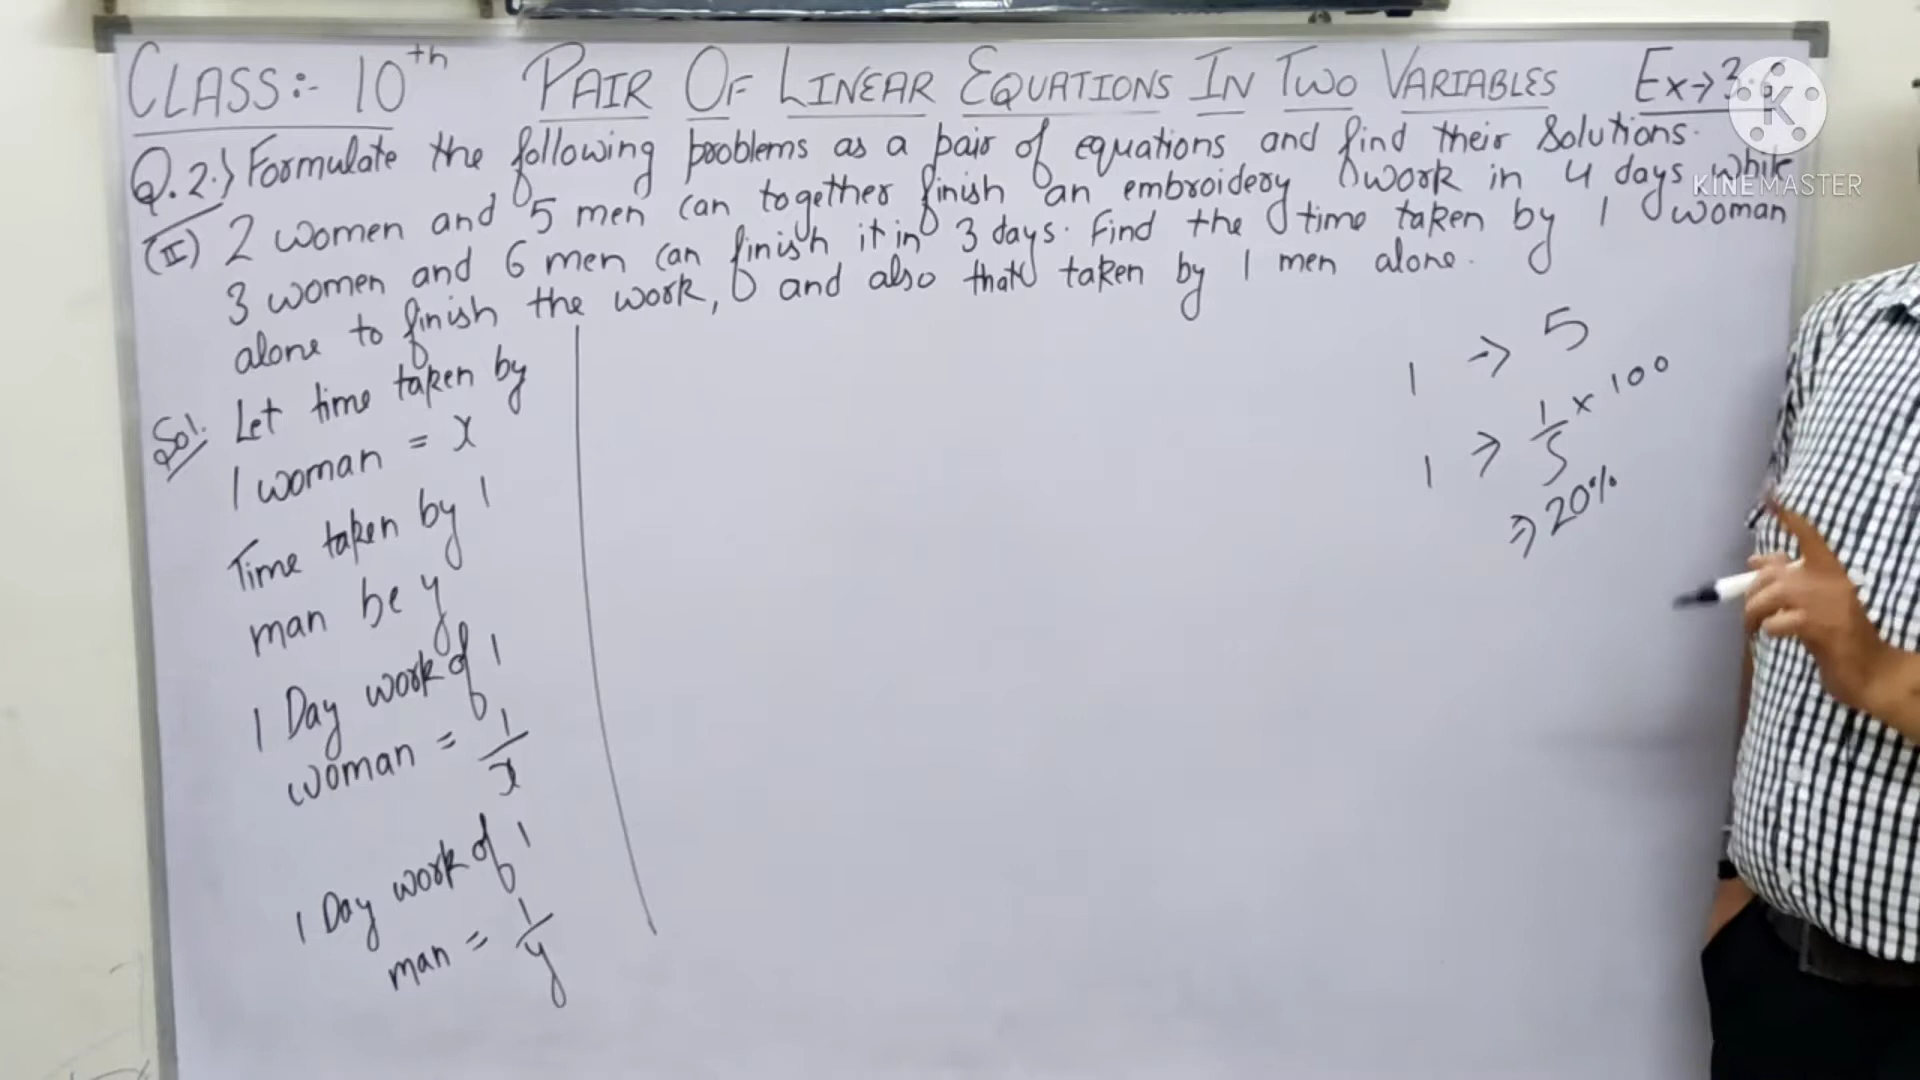 CLASS:- 10th PAIR OF LINEAR EQUATIONS IN TWO VARIABLES Ex→3.6
K
KINEMASTER
Q.2.) Formulate the following problems as a pair of equations and find their solutions.
(II) 2 women and 5 men can together finish an embroidery work in 4 days while
3 women and 6 men can finish it in 3 days. Find the time taken by 1 woman
alone to finish the work, and also that taken by 1 men alone.
Sol. Let time taken by
1 woman = x
Time taken by 1
man be y
1 Day work of 1
woman = 1/x
1 Day work of 1
man = 1/y
1 → 5
1 → 1/5 × 100
⇒ 20%